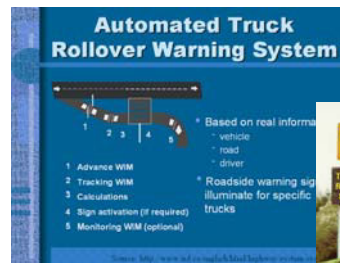 Automated Truck
Rollover Warning System
1
2
3
4
5
• Based on real informa
- vehicle
- road
- driver
• Roadside warning sig
illuminate for specific
trucks
1 Advance WIM
2 Tracking WIM
3 Calculations
4 Sign activation (if required)
5 Monitoring WIM (optional)